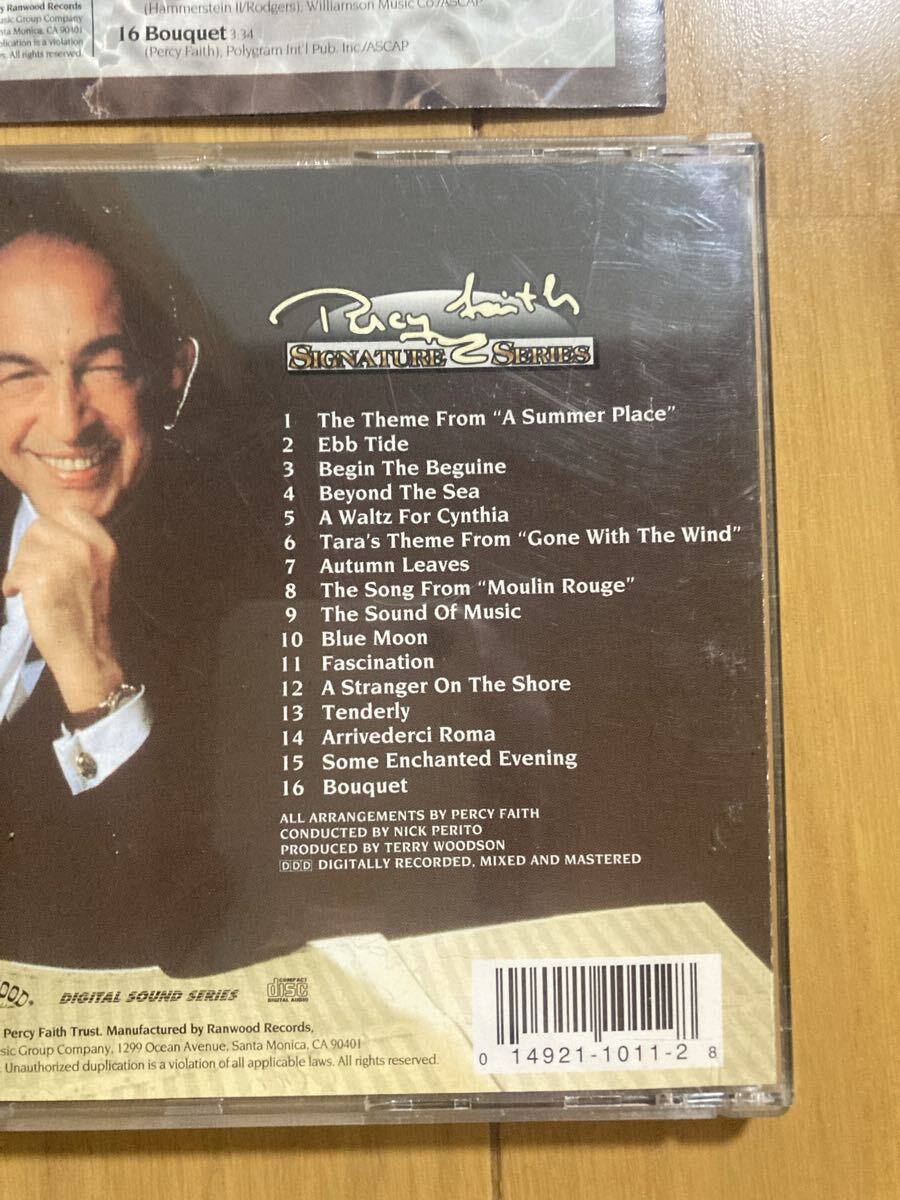 (Hammerstein II/Rodgers); Williamson Music Co./ASCAP
16 Bouquet 3:34
(Percy Faith); Polygram Int'l Pub. Inc./ASCAP
y Ranwood Records
usic Group Company
nta Monica, CA 90401
plication is a violation
s. All rights reserved.
Percy Faith
SIGNATURE SERIES
1 The Theme From “A Summer Place”
2 Ebb Tide
3 Begin The Beguine
4 Beyond The Sea
5 A Waltz For Cynthia
6 Tara's Theme From “Gone With The Wind”
7 Autumn Leaves
8 The Song From “Moulin Rouge”
9 The Sound Of Music
10 Blue Moon
11 Fascination
12 A Stranger On The Shore
13 Tenderly
14 Arrivederci Roma
15 Some Enchanted Evening
16 Bouquet
ALL ARRANGEMENTS BY PERCY FAITH
CONDUCTED BY NICK PERITO
PRODUCED BY TERRY WOODSON
DDD DIGITALLY RECORDED, MIXED AND MASTERED
OOD®
DIGITAL SOUND SERIES
COMPACT
disc
DIGITAL AUDIO
Percy Faith Trust. Manufactured by Ranwood Records,
sic Group Company, 1299 Ocean Avenue, Santa Monica, CA 90401
Unauthorized duplication is a violation of all applicable laws. All rights reserved.
0 14921-1011-2 8